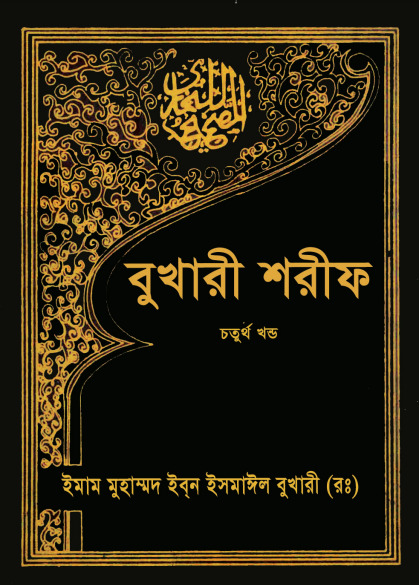 বুখারী শরীফ
চতুর্থ খন্ড
ইমাম মুহাম্মদ ইব্‌ন ইসমাঈল বুখারী (রঃ)